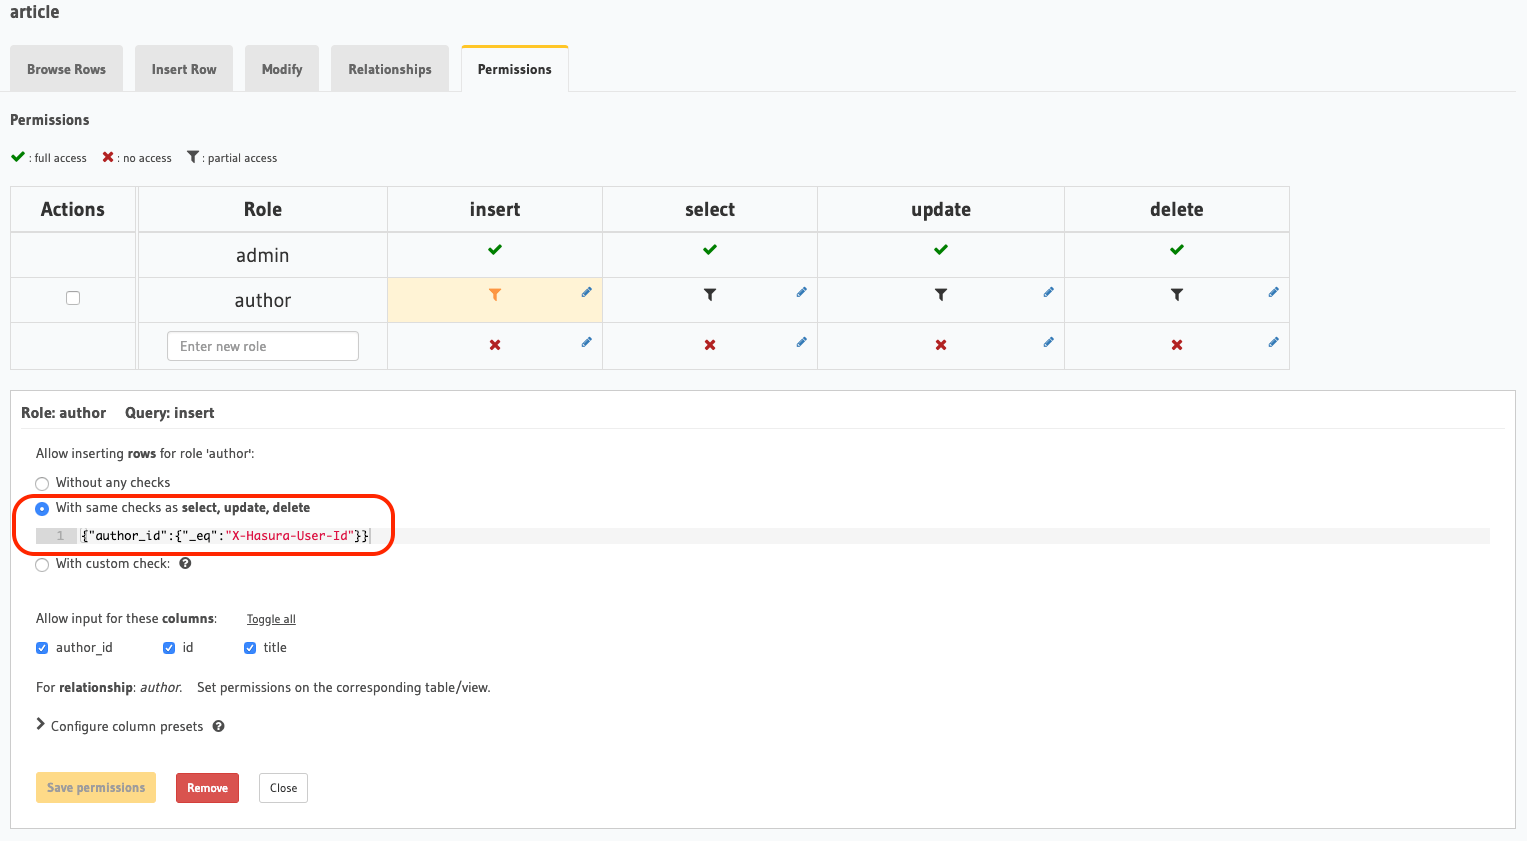 article
Browse Rows Insert Row Modify Relationships Permissions
Permissions
: full access : no access : partial access
Actions Role insert select update delete
admin
author
Enter new role
Role: author Query: insert
Allow inserting rows for role 'author':
Without any checks
With same checks as select, update, delete
1 {"author_id":{"_eq":"X-Hasura-User-Id"}}
With custom check: ?
Allow input for these columns: Toggle all
author_id id title
For relationship: author. Set permissions on the corresponding table/view.
Configure column presets ?
Save permissions Remove Close